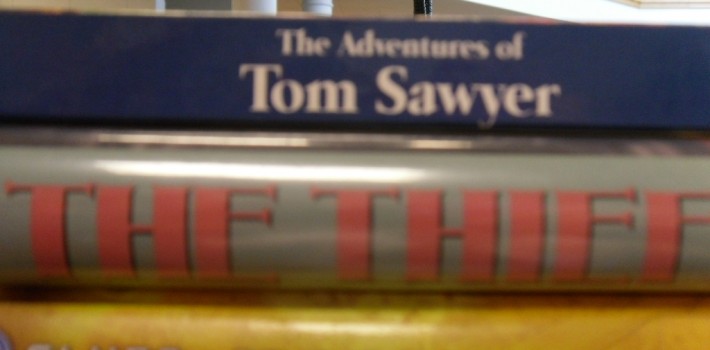 The Adventures of
Tom Sawyer
THE THIEF